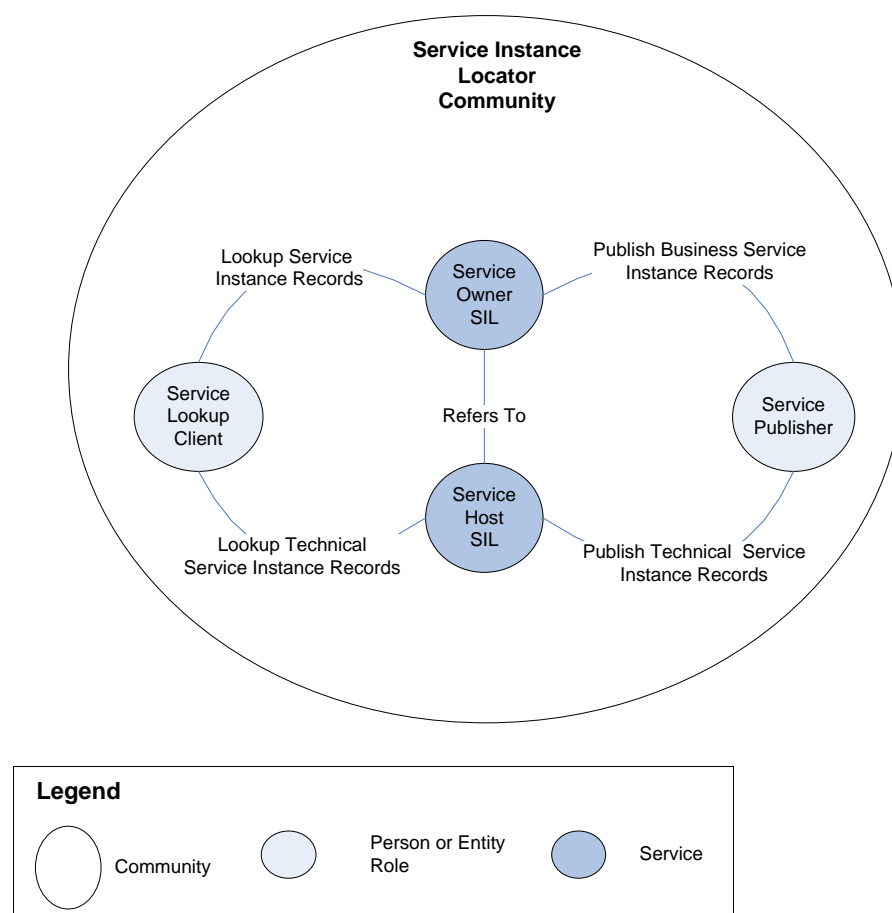 Service Instance
Locator
Community
Lookup Service
Instance Records
Publish Business Service
Instance Records
Service
Owner
SIL
Service
Lookup
Client
Refers To
Service
Publisher
Service
Host
SIL
Lookup Technical
Service Instance Records
Publish Technical  Service
Instance Records
Legend
Community
Person or Entity
Role
Service